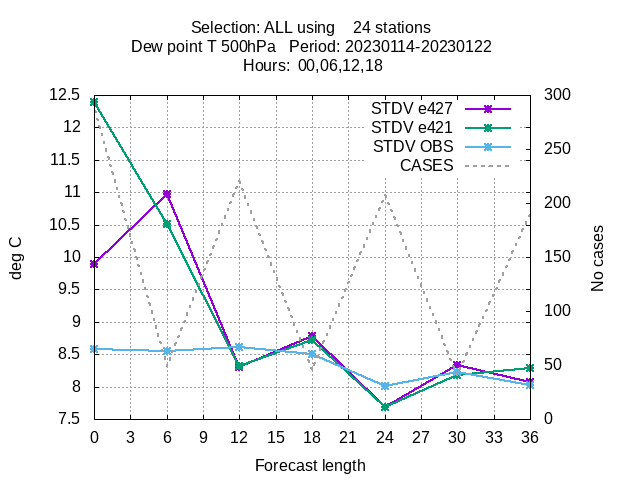 Selection: ALL using    24 stations
Dew point T 500hPa   Period: 20230114-20230122
Hours:  00,06,12,18
STDV e427
STDV e421
STDV OBS
CASES
deg C
12.5
12
11.5
11
10.5
10
9.5
9
8.5
8
7.5
300
250
200
150
100
50
0
No cases
0 3 6 9 12 15 18 21 24 27 30 33 36
Forecast length